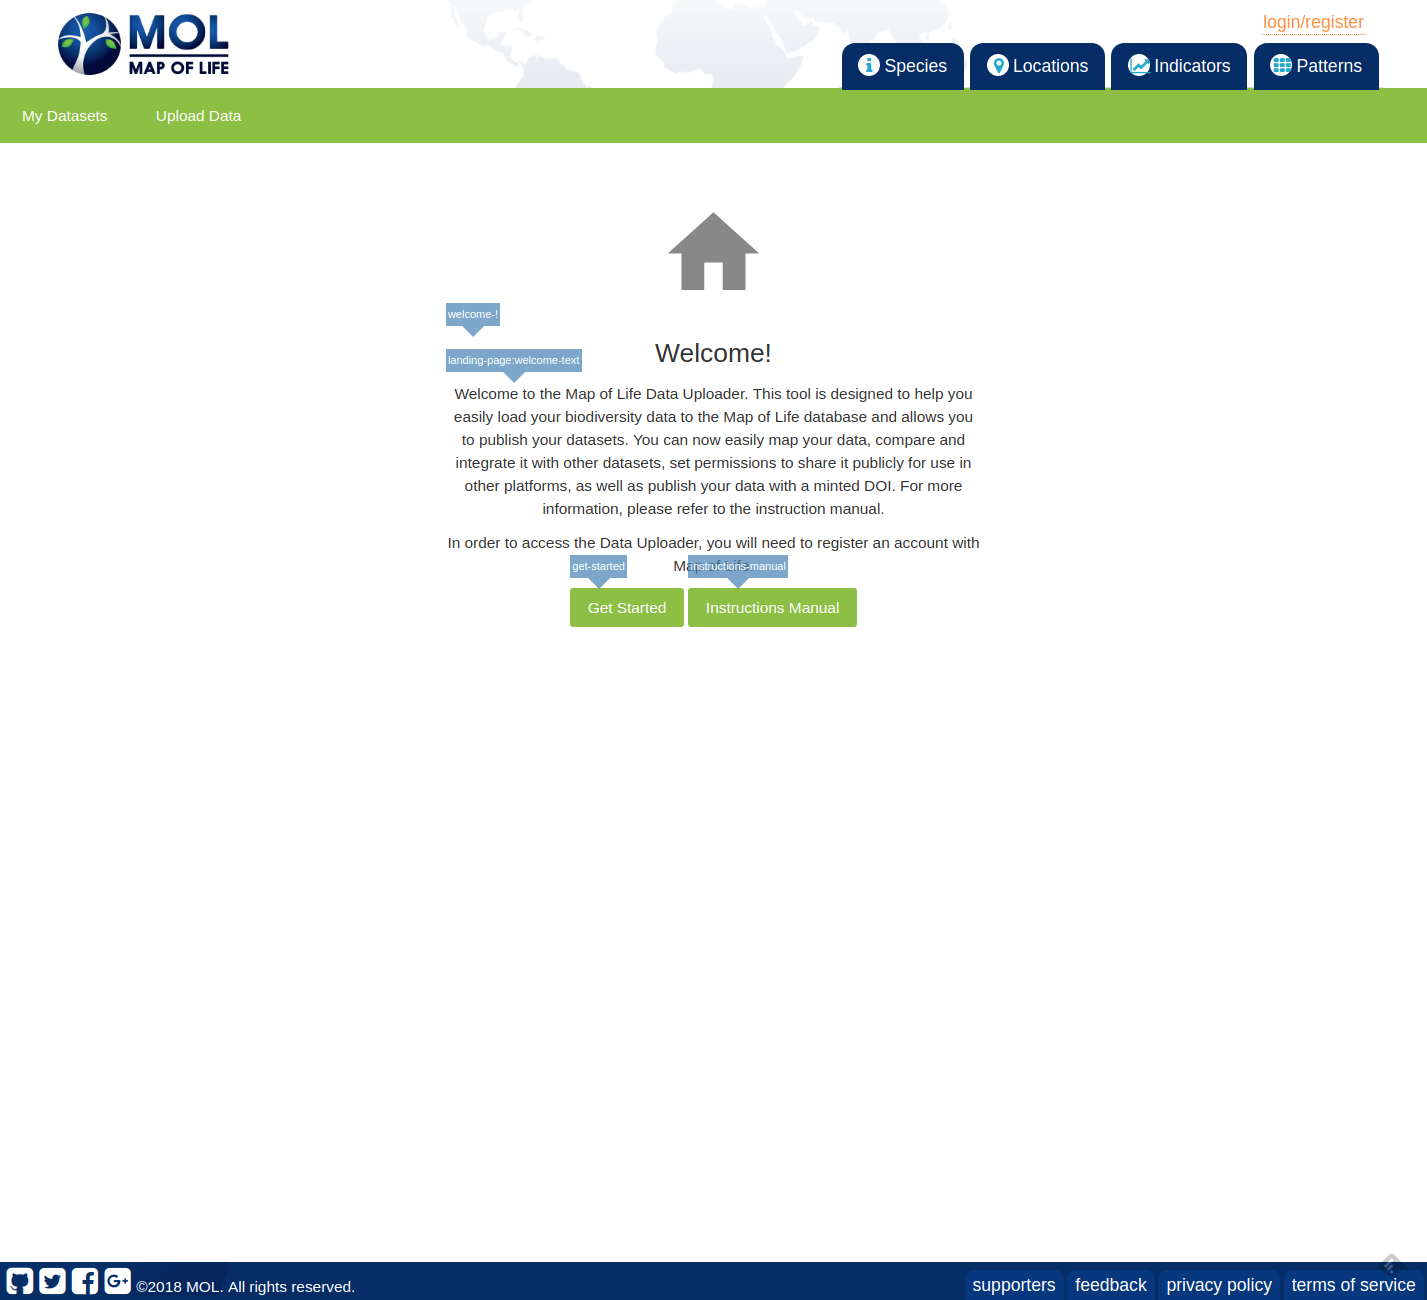 MOL
MAP OF LIFE
login/register
Species
Locations
Indicators
Patterns
My Datasets
Upload Data
welcome-!
Welcome!
landing-page:welcome-text
Welcome to the Map of Life Data Uploader. This tool is designed to help you
easily load your biodiversity data to the Map of Life database and allows you
to publish your datasets. You can now easily map your data, compare and
integrate it with other datasets, set permissions to share it publicly for use in
other platforms, as well as publish your data with a minted DOI. For more
information, please refer to the instruction manual.
In order to access the Data Uploader, you will need to register an account with
Map of Life.
get-started
instructions-manual
Get Started
Instructions Manual
©2018 MOL. All rights reserved.
supporters
feedback
privacy policy
terms of service